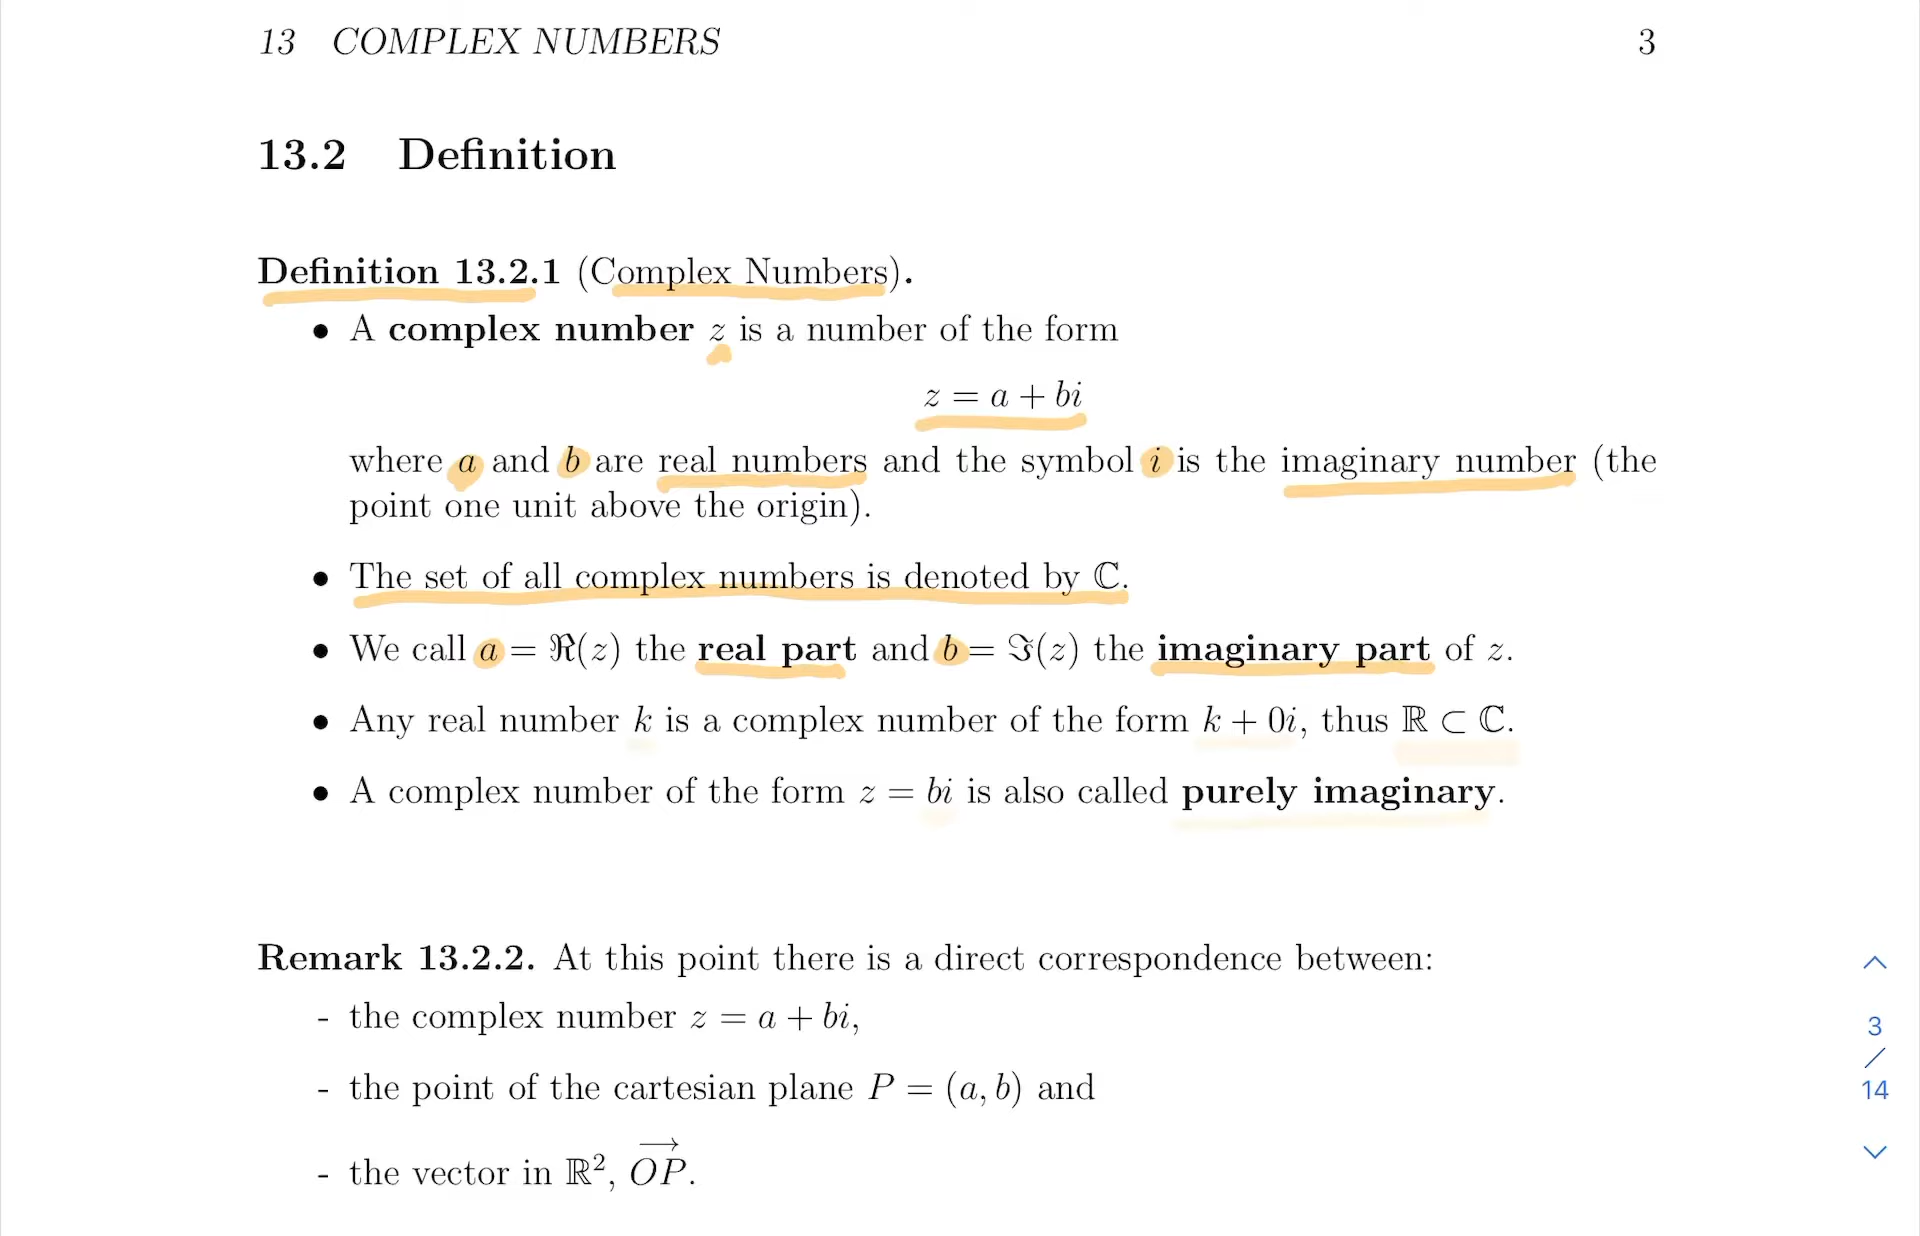 13 COMPLEX NUMBERS 3
13.2 Definition
Definition 13.2.1 (Complex Numbers).
• A complex number z is a number of the form
z = a + bi
where a and b are real numbers and the symbol i is the imaginary number (the
point one unit above the origin).
• The set of all complex numbers is denoted by ℂ.
• We call a = ℜ(z) the real part and b = ℑ(z) the imaginary part of z.
• Any real number k is a complex number of the form k + 0i, thus ℝ ⊂ ℂ.
• A complex number of the form z = bi is also called purely imaginary.
Remark 13.2.2. At this point there is a direct correspondence between:
- the complex number z = a + bi,
- the point of the cartesian plane P = (a, b) and
- the vector in ℝ², \overrightarrow{OP}.
3
/
14